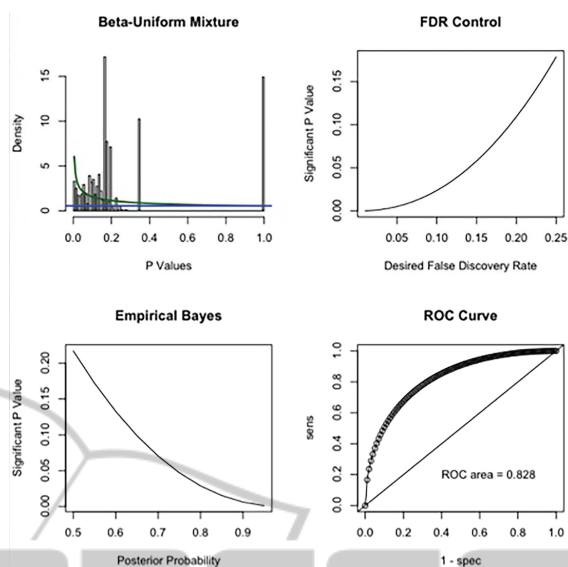 Beta-Uniform Mixture
Density
15
10
5
0
0.0 0.2 0.4 0.6 0.8 1.0
P Values
FDR Control
Significant P Value
0.15
0.10
0.05
0.00
0.05 0.10 0.15 0.20 0.25
Desired False Discovery Rate
Empirical Bayes
Significant P Value
0.20
0.15
0.10
0.05
0.00
0.5 0.6 0.7 0.8 0.9
Posterior Probability
ROC Curve
sens
1.0
0.8
0.6
0.4
0.2
0.0
ROC area = 0.828
0.0 0.2 0.4 0.6 0.8 1.0
1 - spec